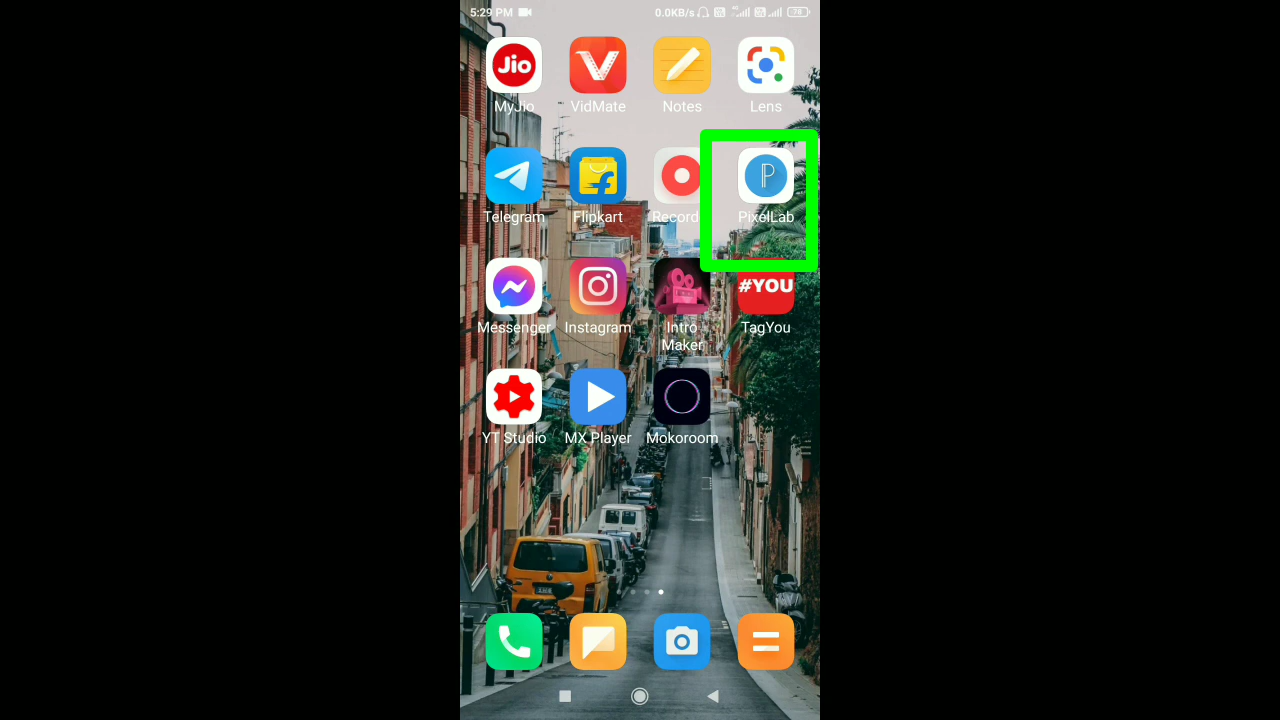 5:29 PM
0.0KB/s
78
Jio
MyJio
VidMate
Notes
Lens
Telegram
Flipkart
Record
PixelLab
#YOU
Messenger
Instagram
Intro
Maker
TagYou
YT Studio
MX Player
Mokoroom